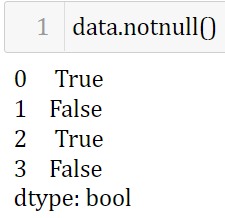 1 data.notnull()
0 True
1 False
2 True
3 False
dtype: bool